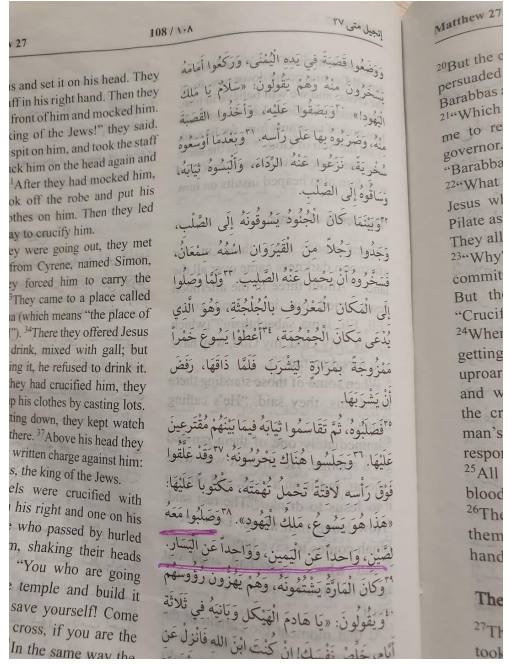 v 27
s and set it on his head. They
ff in his right hand. Then they
front of him and mocked him.
king of the Jews!" they said.
spit on him, and took the staff
ck him on the head again and
After they had mocked him,
ok off the robe and put his
othes on him. Then they led
ay to crucify him.
ey were going out, they met
from Cyrene, named Simon,
y forced him to carry the
They came to a place called
a (which means "the place of
"). ³⁴There they offered Jesus
drink, mixed with gall; but
ing it, he refused to drink it.
hey had crucified him, they
p his clothes by casting lots.
ting down, they kept watch
there. ³⁷Above his head they
written charge against him:
s, the king of the Jews.
els were crucified with
his right and one on his
who passed by hurled
m, shaking their heads
"You who are going
temple and build it
save yourself! Come
cross, if you are the
In the same way the
108 / ١٠٨
إنجيل متى ٢٧
وَوَضَعُوا قَصَبَةً فِي يَدِهِ الْيُمْنَى، وَرَكَعُوا أَمَامَهُ
يَسْخَرُونَ مِنْهُ وَهُمْ يَقُولُونَ: «سَلَامٌ يَا مَلِكَ
الْيَهُودِ!» ٣٠وَبَصَقُوا عَلَيْهِ، وَأَخَذُوا الْقَصَبَةَ
مِنْهُ، وَضَرَبُوهُ بِهَا عَلَى رَأْسِهِ. ٣١وَبَعْدَمَا أَوْسَعُوهُ
سُخْرِيَةً، نَزَعُوا عَنْهُ الرِّدَاءَ، وَأَلْبَسُوهُ ثِيَابَهُ،
وَسَاقُوهُ إِلَى الصَّلْبِ.
٣٢وَبَيْنَمَا كَانَ الْجُنُودُ يَسُوقُونَهُ إِلَى الصَّلْبِ،
وَجَدُوا رَجُلاً مِنَ الْقَيْرَوَانِ اسْمُهُ سِمْعَانُ،
فَسَخَّرُوهُ أَنْ يَحْمِلَ عَنْهُ الصَّلِيبَ. ٣٣وَلَمَّا وَصَلُوا
إِلَى الْمَكَانِ الْمَعْرُوفِ بِالْجُلْجُثَةِ، وَهُوَ الَّذِي
يُدْعَى مَكَانَ الْجُمْجُمَةِ، ٣٤أَعْطَوْا يَسُوعَ خَمْراً
مَمْزُوجَةً بِمَرَارَةٍ لِيَشْرَبَ، فَلَمَّا ذَاقَهَا، رَفَضَ
أَنْ يَشْرَبَهَا.
٣٥فَصَلَبُوهُ، ثُمَّ تَقَاسَمُوا ثِيَابَهُ فِيمَا بَيْنَهُمْ مُقْتَرِعِينَ
عَلَيْهَا. ٣٦وَجَلَسُوا هُنَاكَ يَحْرُسُونَهُ؛ ٣٧وَقَدْ عَلَّقُوا
فَوْقَ رَأْسِهِ لَافِتَةً تَحْمِلُ تُهْمَتَهُ، مَكْتُوباً عَلَيْهَا:
«هَذَا هُوَ يَسُوعُ، مَلِكُ الْيَهُودِ». ٣٨وَصَلَبُوا مَعَهُ
لِصَّيْنِ، وَاحِداً عَنِ الْيَمِينِ، وَوَاحِداً عَنِ الْيَسَارِ.
٣٩وَكَانَ الْمَارَّةُ يَشْتُمُونَهُ، وَهُمْ يَهُزُّونَ رُؤُوسَهُمْ
٤٠وَيَقُولُونَ: «يَا هَادِمَ الْهَيْكَلِ وَبَانِيَهُ فِي ثَلَاثَةِ
أَيَّامٍ، خَلِّصْ نَفْسَكَ! إِنْ كُنْتَ ابْنَ اللهِ فَانْزِلْ عَنِ
Matthew 27
²⁰But the c
persuaded
Barabbas a
²¹"Which
me to re
governor.
"Barabba
²²"What
Jesus wh
Pilate as
They all
²³"Why
commit
But the
"Crucif
²⁴When
getting
uproar
and w
the cr
man's
respon
²⁵All
blood
²⁶The
them
hand
The
²⁷Th
took